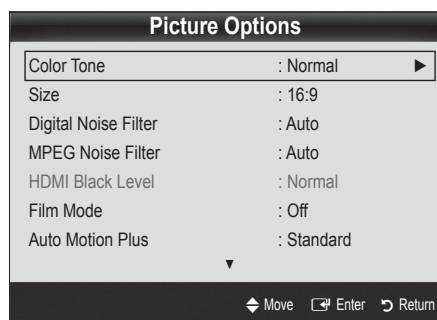 Picture Options
Color Tone : Normal ►
Size : 16:9
Digital Noise Filter : Auto
MPEG Noise Filter : Auto
HDMI Black Level : Normal
Film Mode : Off
Auto Motion Plus : Standard
▼
Move Enter Return